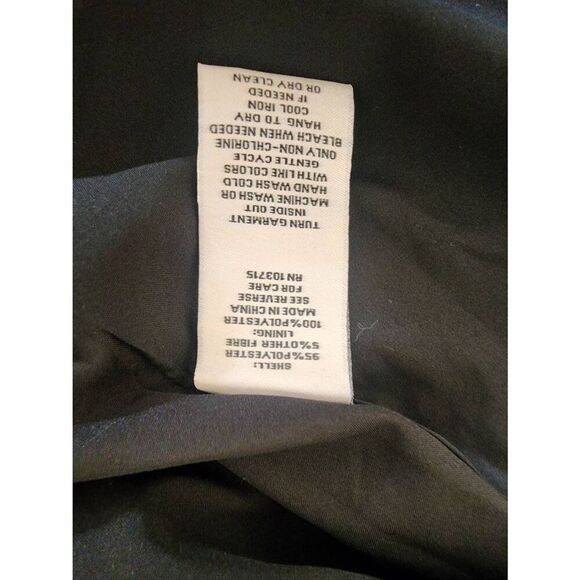 SHELL:
95%POLYESTER
5%OTHER FIBRE
LINING:
100%POLYESTER
MADE IN CHINA
SEE REVERSE
FOR CARE
RN 103715
TURN GARMENT
INSIDE OUT
MACHINE WASH OR
HAND WASH COLD
WITH LIKE COLORS
GENTLE CYCLE
ONLY NON-CHLORINE
BLEACH WHEN NEEDED
HANG TO DRY
COOL IRON
IF NEEDED
OR DRY CLEAN